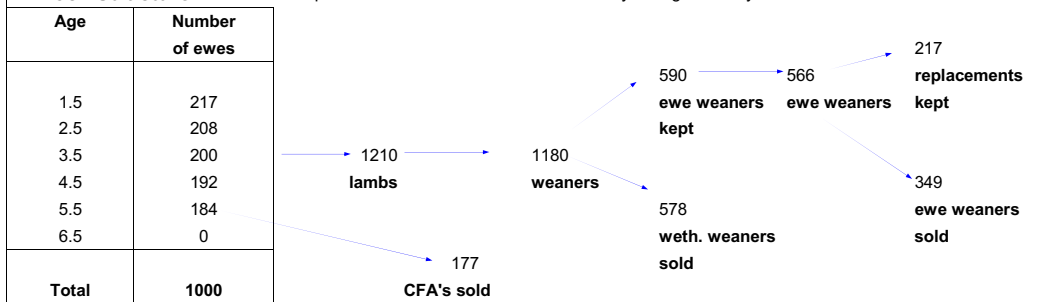 Age Number
of ewes
1.5 217
2.5 208
3.5 200
4.5 192
5.5 184
6.5 0
Total 1000
1210
lambs
1180
weaners
590
ewe weaners
kept
566
ewe weaners
217
replacements
kept
349
ewe weaners
sold
578
weth. weaners
sold
177
CFA's sold